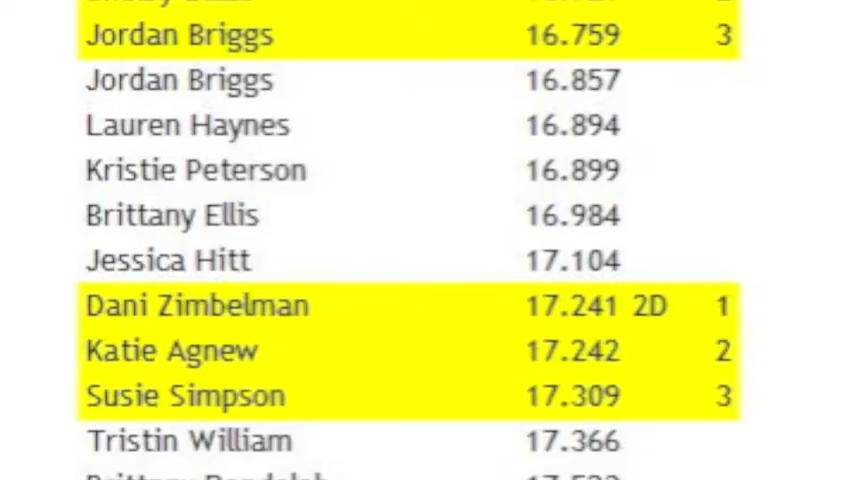 Jordan Briggs 16.759 3
Jordan Briggs 16.857
Lauren Haynes 16.894
Kristie Peterson 16.899
Brittany Ellis 16.984
Jessica Hitt 17.104
Dani Zimbelman 17.241 2D 1
Katie Agnew 17.242 2
Susie Simpson 17.309 3
Tristin William 17.366